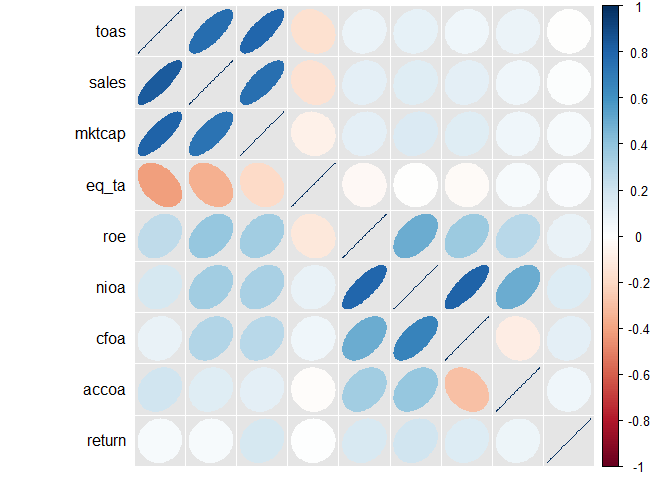 toas
sales
mktcap
eq_ta
roe
nioa
cfoa
accoa
return
1
0.8
0.6
0.4
0.2
0
-0.2
-0.4
-0.6
-0.8
-1